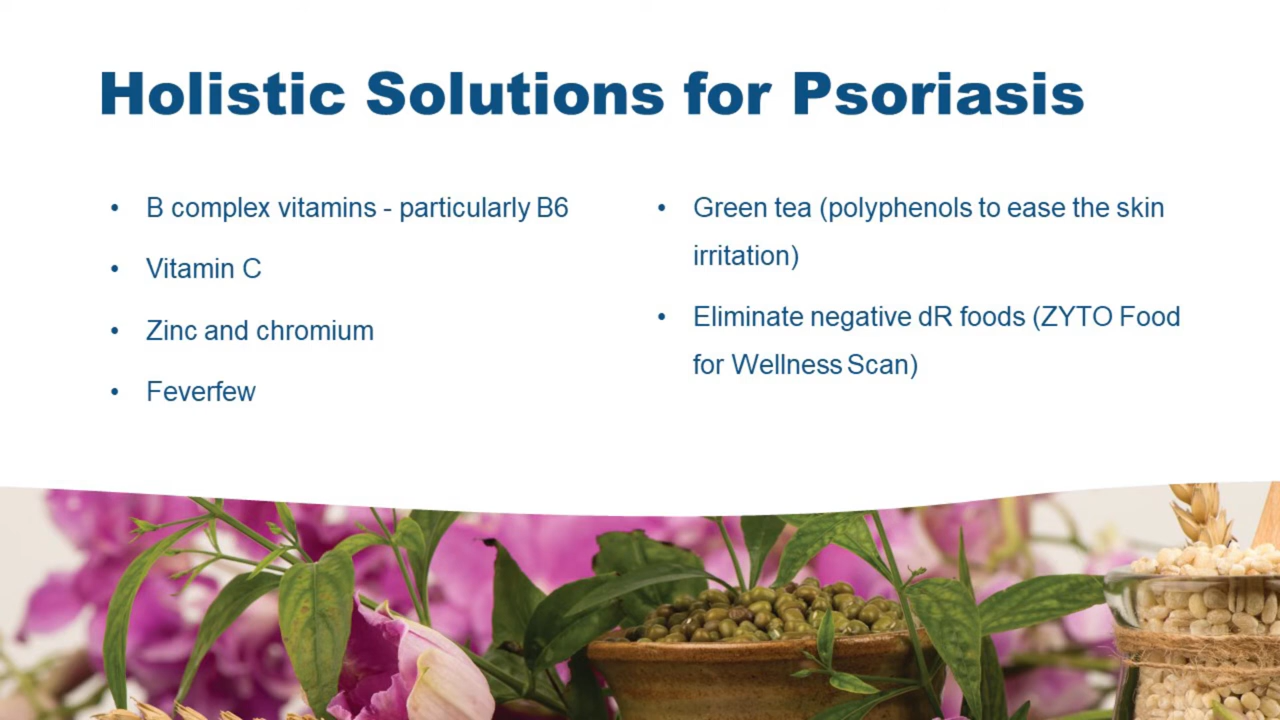 Holistic Solutions for Psoriasis
• B complex vitamins - particularly B6
• Vitamin C
• Zinc and chromium
• Feverfew
• Green tea (polyphenols to ease the skin
irritation)
• Eliminate negative dR foods (ZYTO Food
for Wellness Scan)